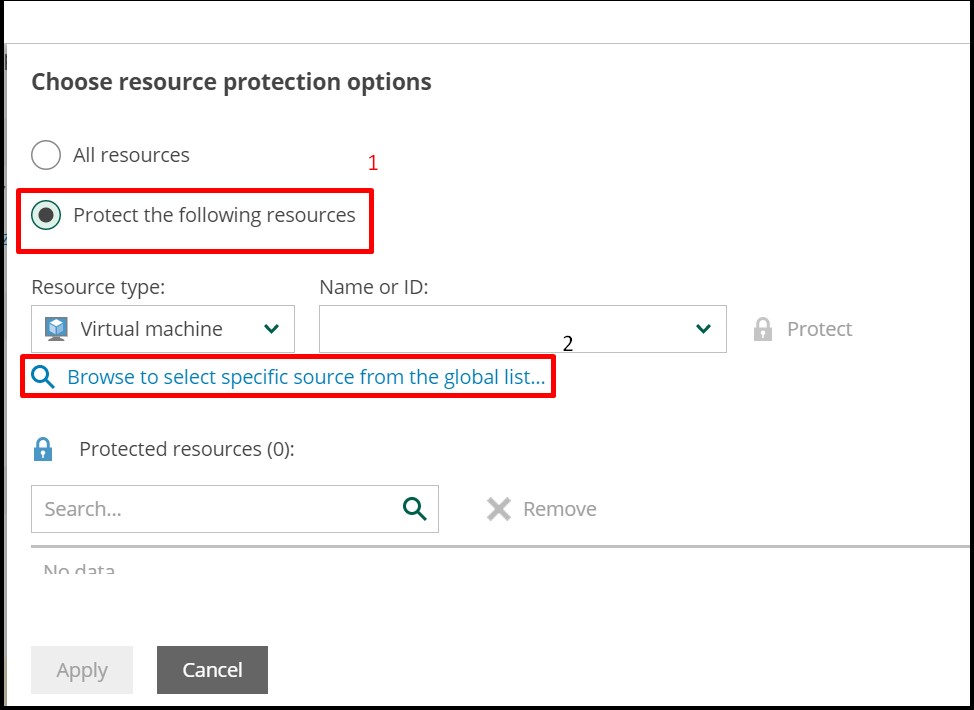 Choose resource protection options
All resources
1
Protect the following resources
Resource type:
Name or ID:
Virtual machine
Protect
2
Browse to select specific source from the global list...
Protected resources (0):
Search...
Remove
No data
Apply
Cancel